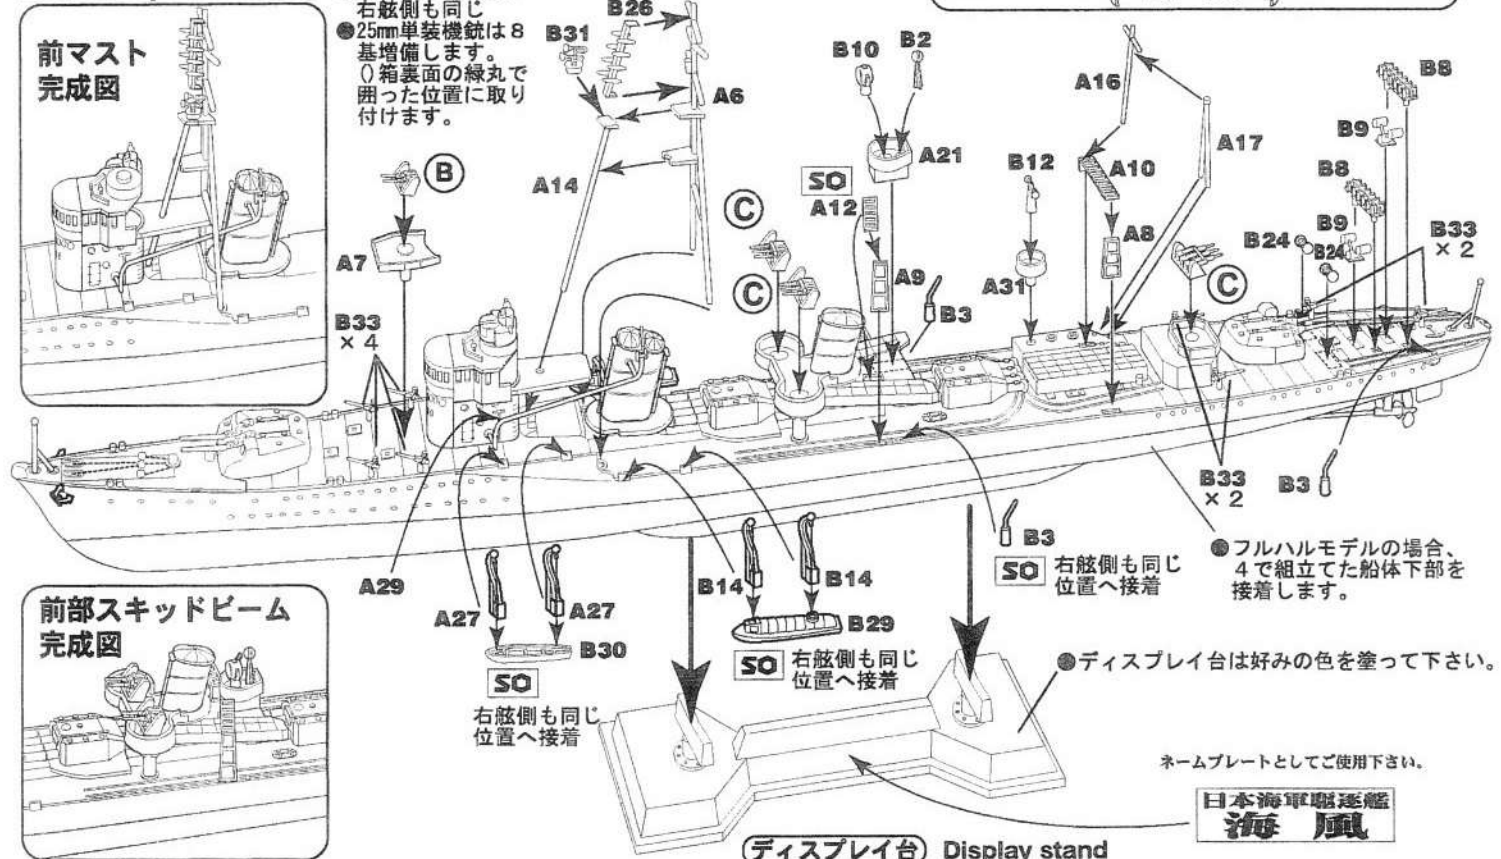 右舷側も同じ
●25mm単装機銃は8
基増備します。
()箱裏面の緑丸で
囲った位置に取り
付けます。
前マスト
完成図
B26
B31
A6
A14
B
A7
B33
×4
B10
B2
A21
SO
A12
C
C
A9
B3
B12
A31
A16
A10
A8
A17
C
B8
B9
B8
B9
B24
B24
B33
×2
B33
×2
B3
A29
A27
A27
B30
SO
右舷側も同じ
位置へ接着
B14
B14
B29
SO
右舷側も同じ
位置へ接着
B3
SO
右舷側も同じ
位置へ接着
●フルハルモデルの場合、
4で組立てた船体下部を
接着します。
前部スキッドビーム
完成図
●ディスプレイ台は好みの色を塗って下さい。
ネームプレートとしてご使用下さい。
日本海軍駆逐艦
海風
ディスプレイ台 Display stand